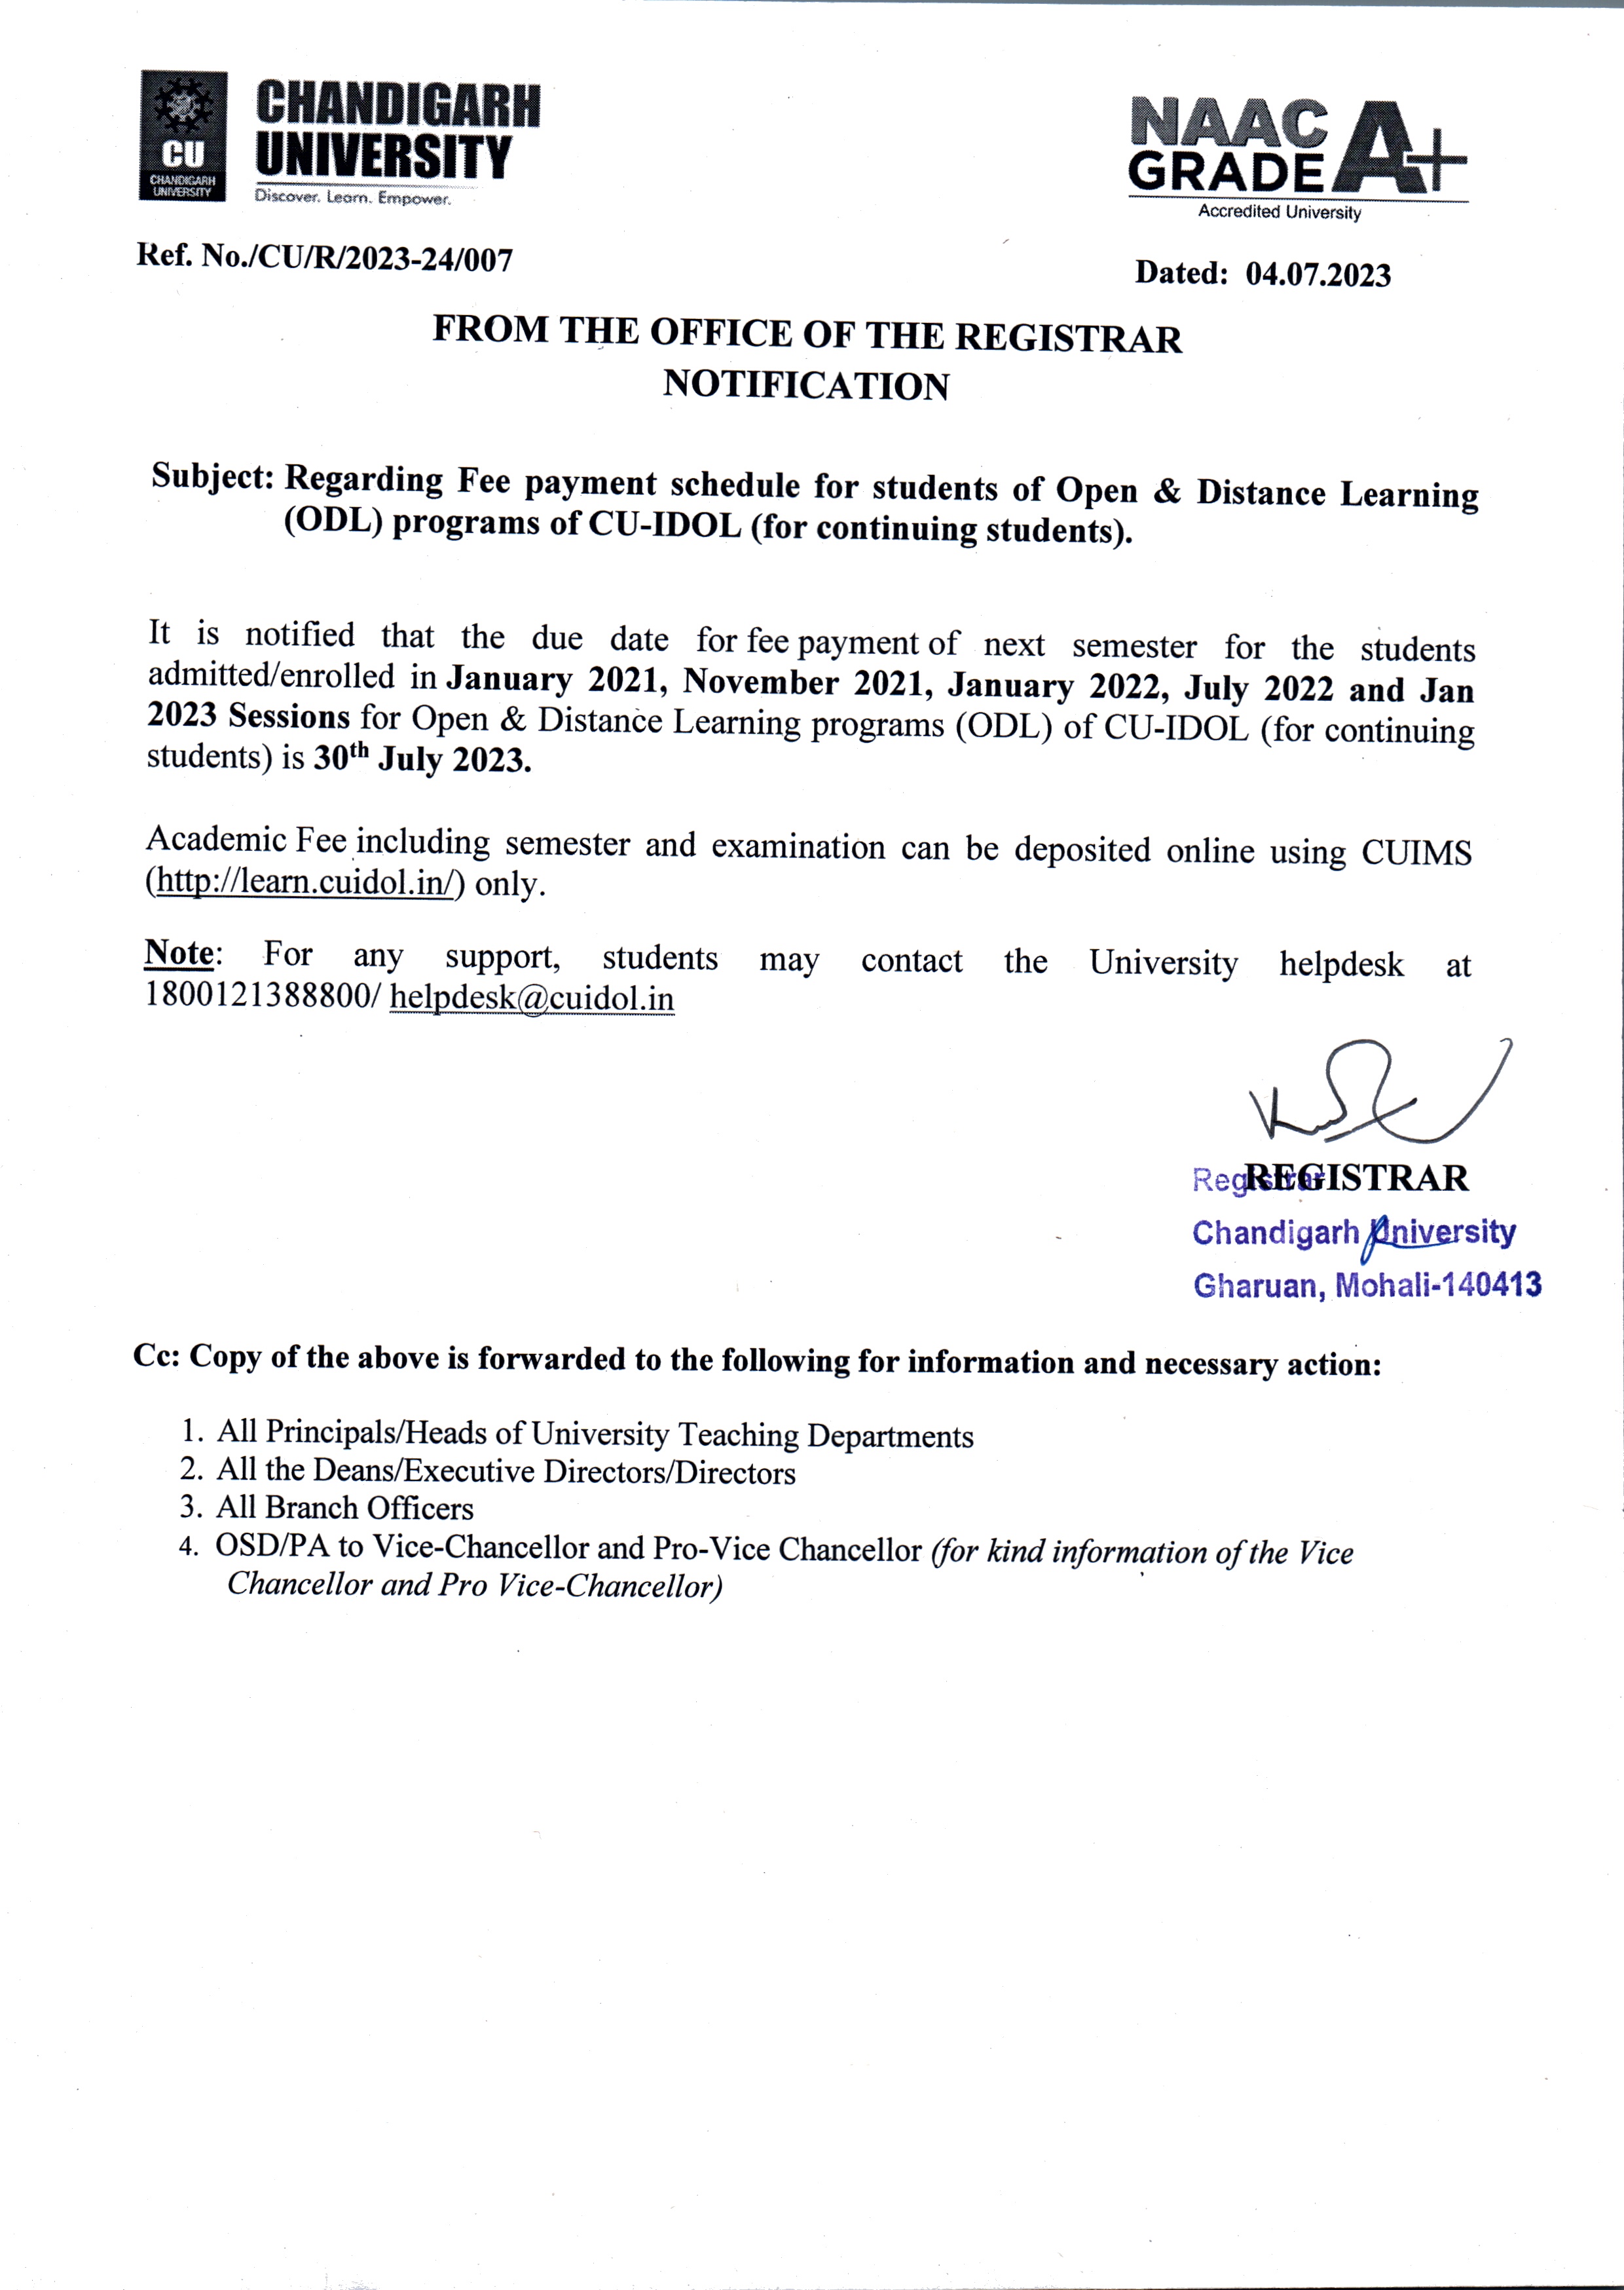 CU
CHANDIGARH
UNIVERSITY
CHANDIGARH
UNIVERSITY
Discover. Learn. Empower.
NAAC
GRADE A+
Accredited University
Ref. No./CU/R/2023-24/007
Dated: 04.07.2023
FROM THE OFFICE OF THE REGISTRAR
NOTIFICATION
Subject: Regarding Fee payment schedule for students of Open & Distance Learning
(ODL) programs of CU-IDOL (for continuing students).
It is notified that the due date for fee payment of next semester for the students
admitted/enrolled in January 2021, November 2021, January 2022, July 2022 and Jan
2023 Sessions for Open & Distance Learning programs (ODL) of CU-IDOL (for continuing
students) is 30th July 2023.
Academic Fee including semester and examination can be deposited online using CUIMS
(http://learn.cuidol.in/) only.
Note: For any support, students may contact the University helpdesk at
1800121388800/ helpdesk@cuidol.in
REGISTRAR
Registrar
Chandigarh University
Gharuan, Mohali-140413
Cc: Copy of the above is forwarded to the following for information and necessary action:
1. All Principals/Heads of University Teaching Departments
2. All the Deans/Executive Directors/Directors
3. All Branch Officers
4. OSD/PA to Vice-Chancellor and Pro-Vice Chancellor (for kind information of the Vice
Chancellor and Pro Vice-Chancellor)